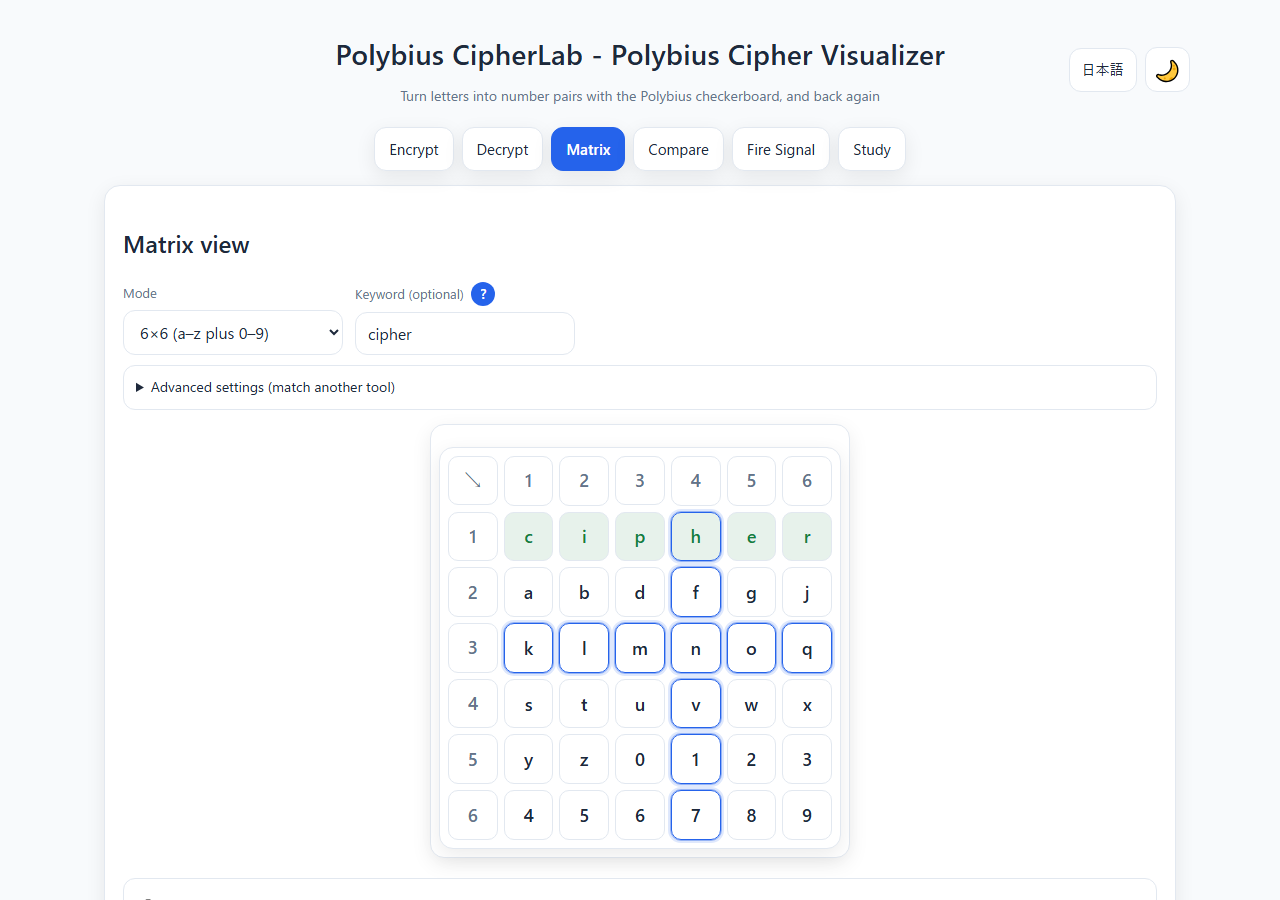 Polybius CipherLab - Polybius Cipher Visualizer
Turn letters into number pairs with the Polybius checkerboard, and back again
日本語
Encrypt Decrypt Matrix Compare Fire Signal Study
Matrix view
Mode
Keyword (optional) ?
6×6 (a–z plus 0–9)
cipher
Advanced settings (match another tool)
1 2 3 4 5 6
1 c i p h e r
2 a b d f g j
3 k l m n o q
4 s t u v w x
5 y z 0 1 2 3
6 4 5 6 7 8 9